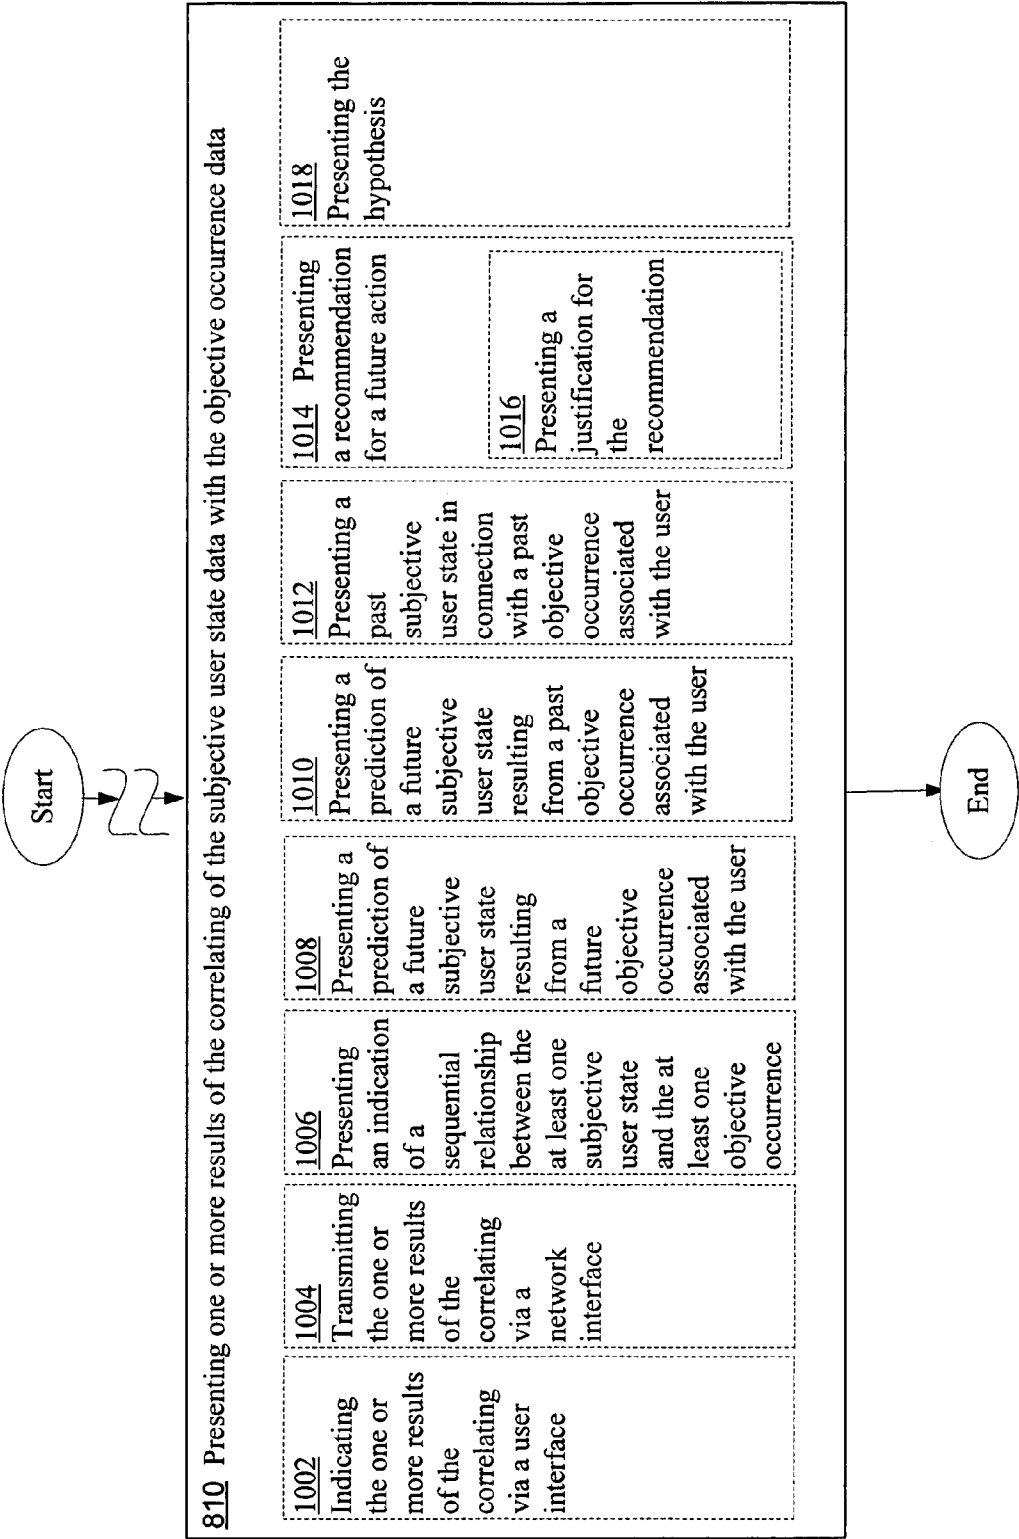 Start
810 Presenting one or more results of the correlating of the subjective user state data with the objective occurrence data
1002
Indicating
the one or
more results
of the
correlating
via a user
interface
1004
Transmitting
the one or
more results
of the
correlating
via a
network
interface
1006
Presenting
an indication
of a
sequential
relationship
between the
at least one
subjective
user state
and the at
least one
objective
occurrence
1008
Presenting a
prediction of
a future
subjective
user state
resulting
from a
future
objective
occurrence
associated
with the user
1010
Presenting a
prediction of
a future
subjective
user state
resulting
from a past
objective
occurrence
associated
with the user
1012
Presenting a
past
subjective
user state in
connection
with a past
objective
occurrence
associated
with the user
1014 Presenting
a recommendation
for a future action
1016
Presenting a
justification for
the
recommendation
1018
Presenting the
hypothesis
End